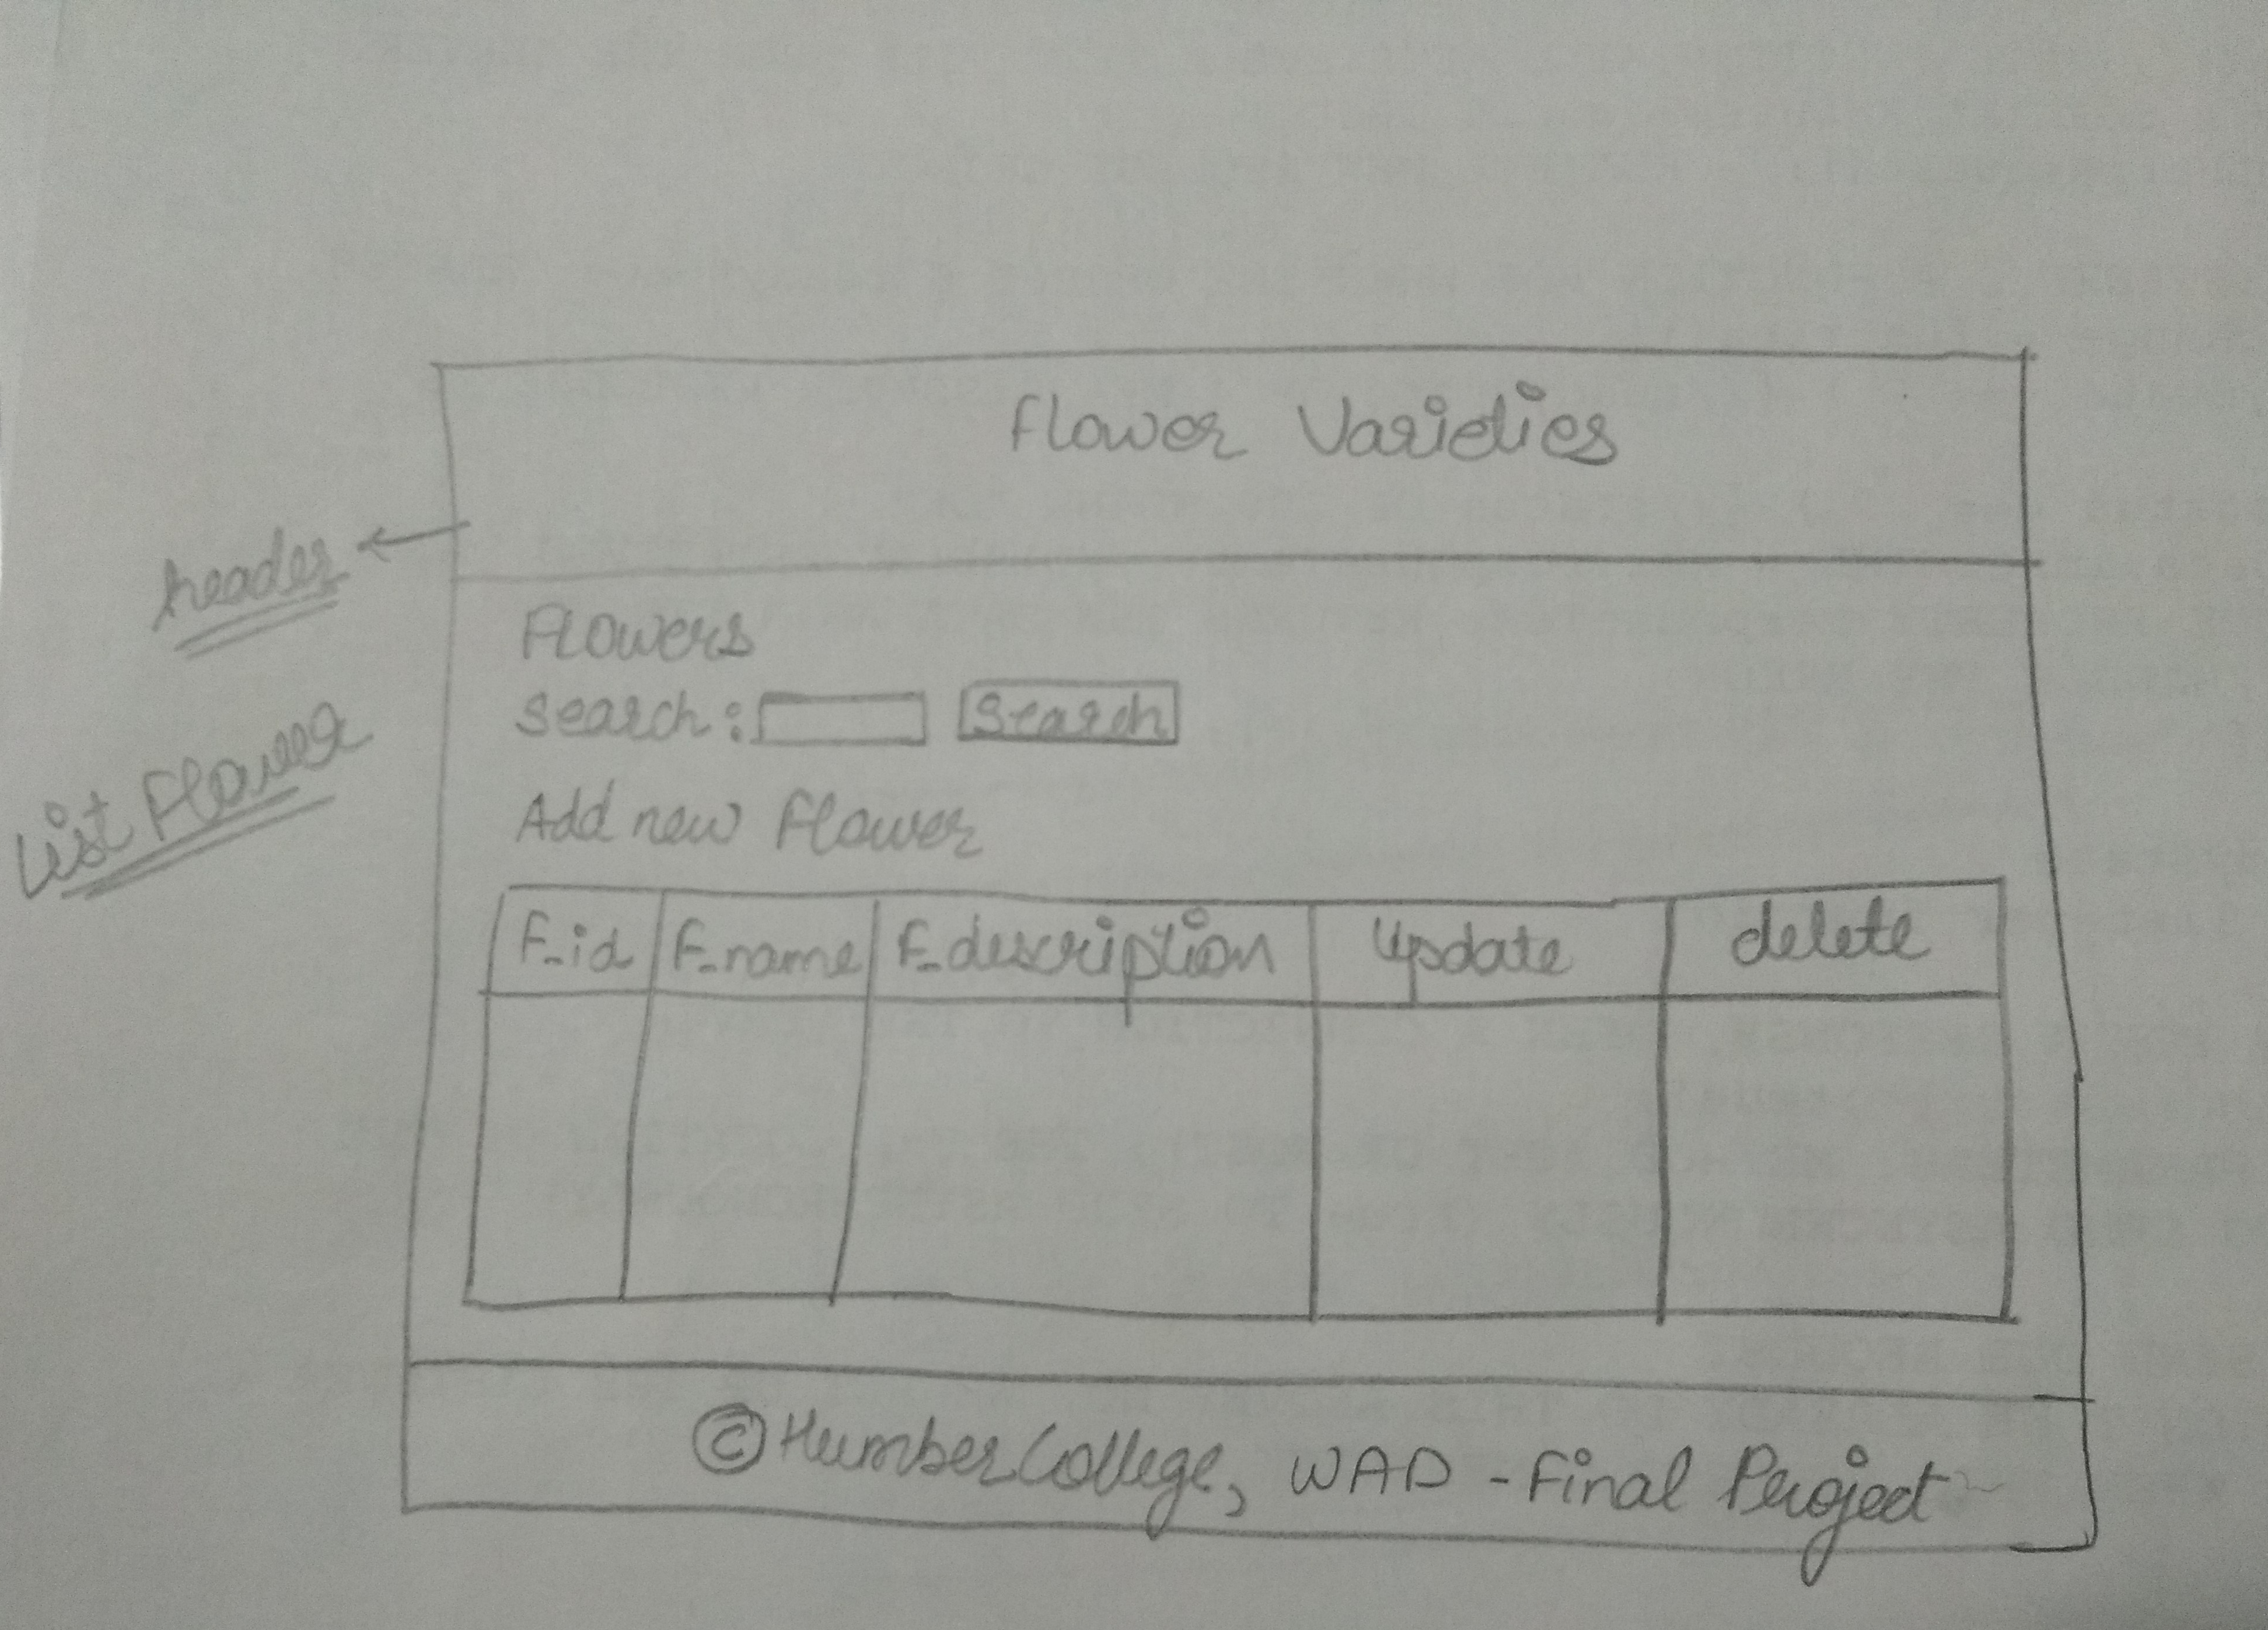 Flower Varieties
header
Flowers
Search: Search
List Flower
Add new Flower
F_id F_name F_description Update delete
© Humber College, WAD - Final Project